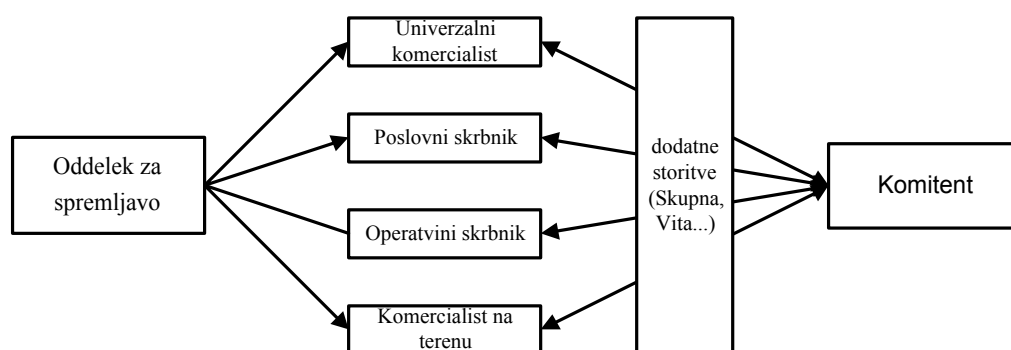 Oddelek za
spremljavo
Univerzalni
komercialist
Poslovni skrbnik
Operatvini skrbnik
Komercialist na
terenu
dodatne
storitve
(Skupna,
Vita...)
Komitent